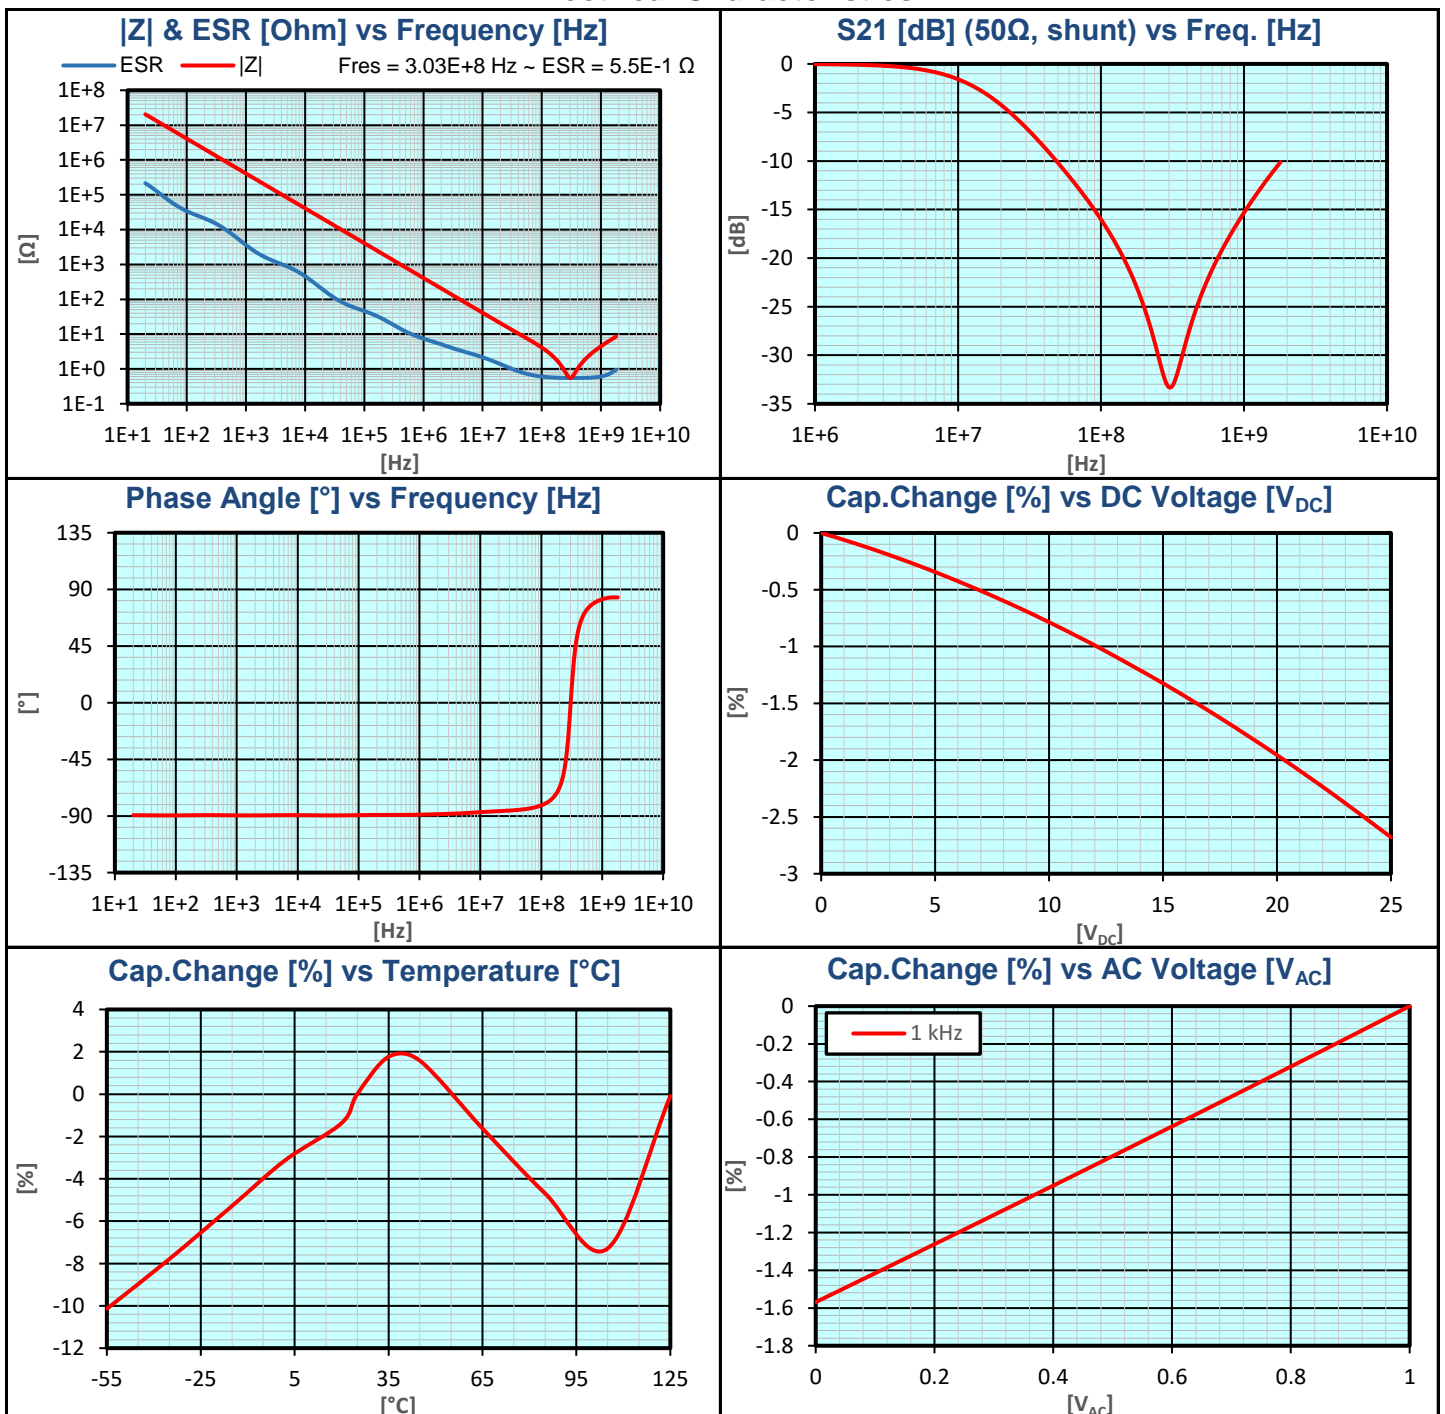 |Z| & ESR [Ohm] vs Frequency [Hz]
ESR |Z| Fres = 3.03E+8 Hz ~ ESR = 5.5E-1 Ω
1E+8
1E+7
1E+6
1E+5
1E+4
1E+3
1E+2
1E+1
1E+0
1E-1
[Ω]
1E+1 1E+2 1E+3 1E+4 1E+5 1E+6 1E+7 1E+8 1E+9 1E+10
[Hz]
S21 [dB] (50Ω, shunt) vs Freq. [Hz]
0
-5
-10
-15
-20
-25
-30
-35
[dB]
1E+6 1E+7 1E+8 1E+9 1E+10
[Hz]
Phase Angle [°] vs Frequency [Hz]
135
90
45
0
-45
-90
-135
[°]
1E+1 1E+2 1E+3 1E+4 1E+5 1E+6 1E+7 1E+8 1E+9 1E+10
[Hz]
Cap.Change [%] vs DC Voltage [VDC]
0
-0.5
-1
-1.5
-2
-2.5
-3
[%]
0 5 10 15 20 25
[VDC]
Cap.Change [%] vs Temperature [°C]
4
2
0
-2
-4
-6
-8
-10
-12
[%]
-55 -25 5 35 65 95 125
[°C]
Cap.Change [%] vs AC Voltage [VAC]
1 kHz
0
-0.2
-0.4
-0.6
-0.8
-1
-1.2
-1.4
-1.6
-1.8
[%]
0 0.2 0.4 0.6 0.8 1
[VAC]